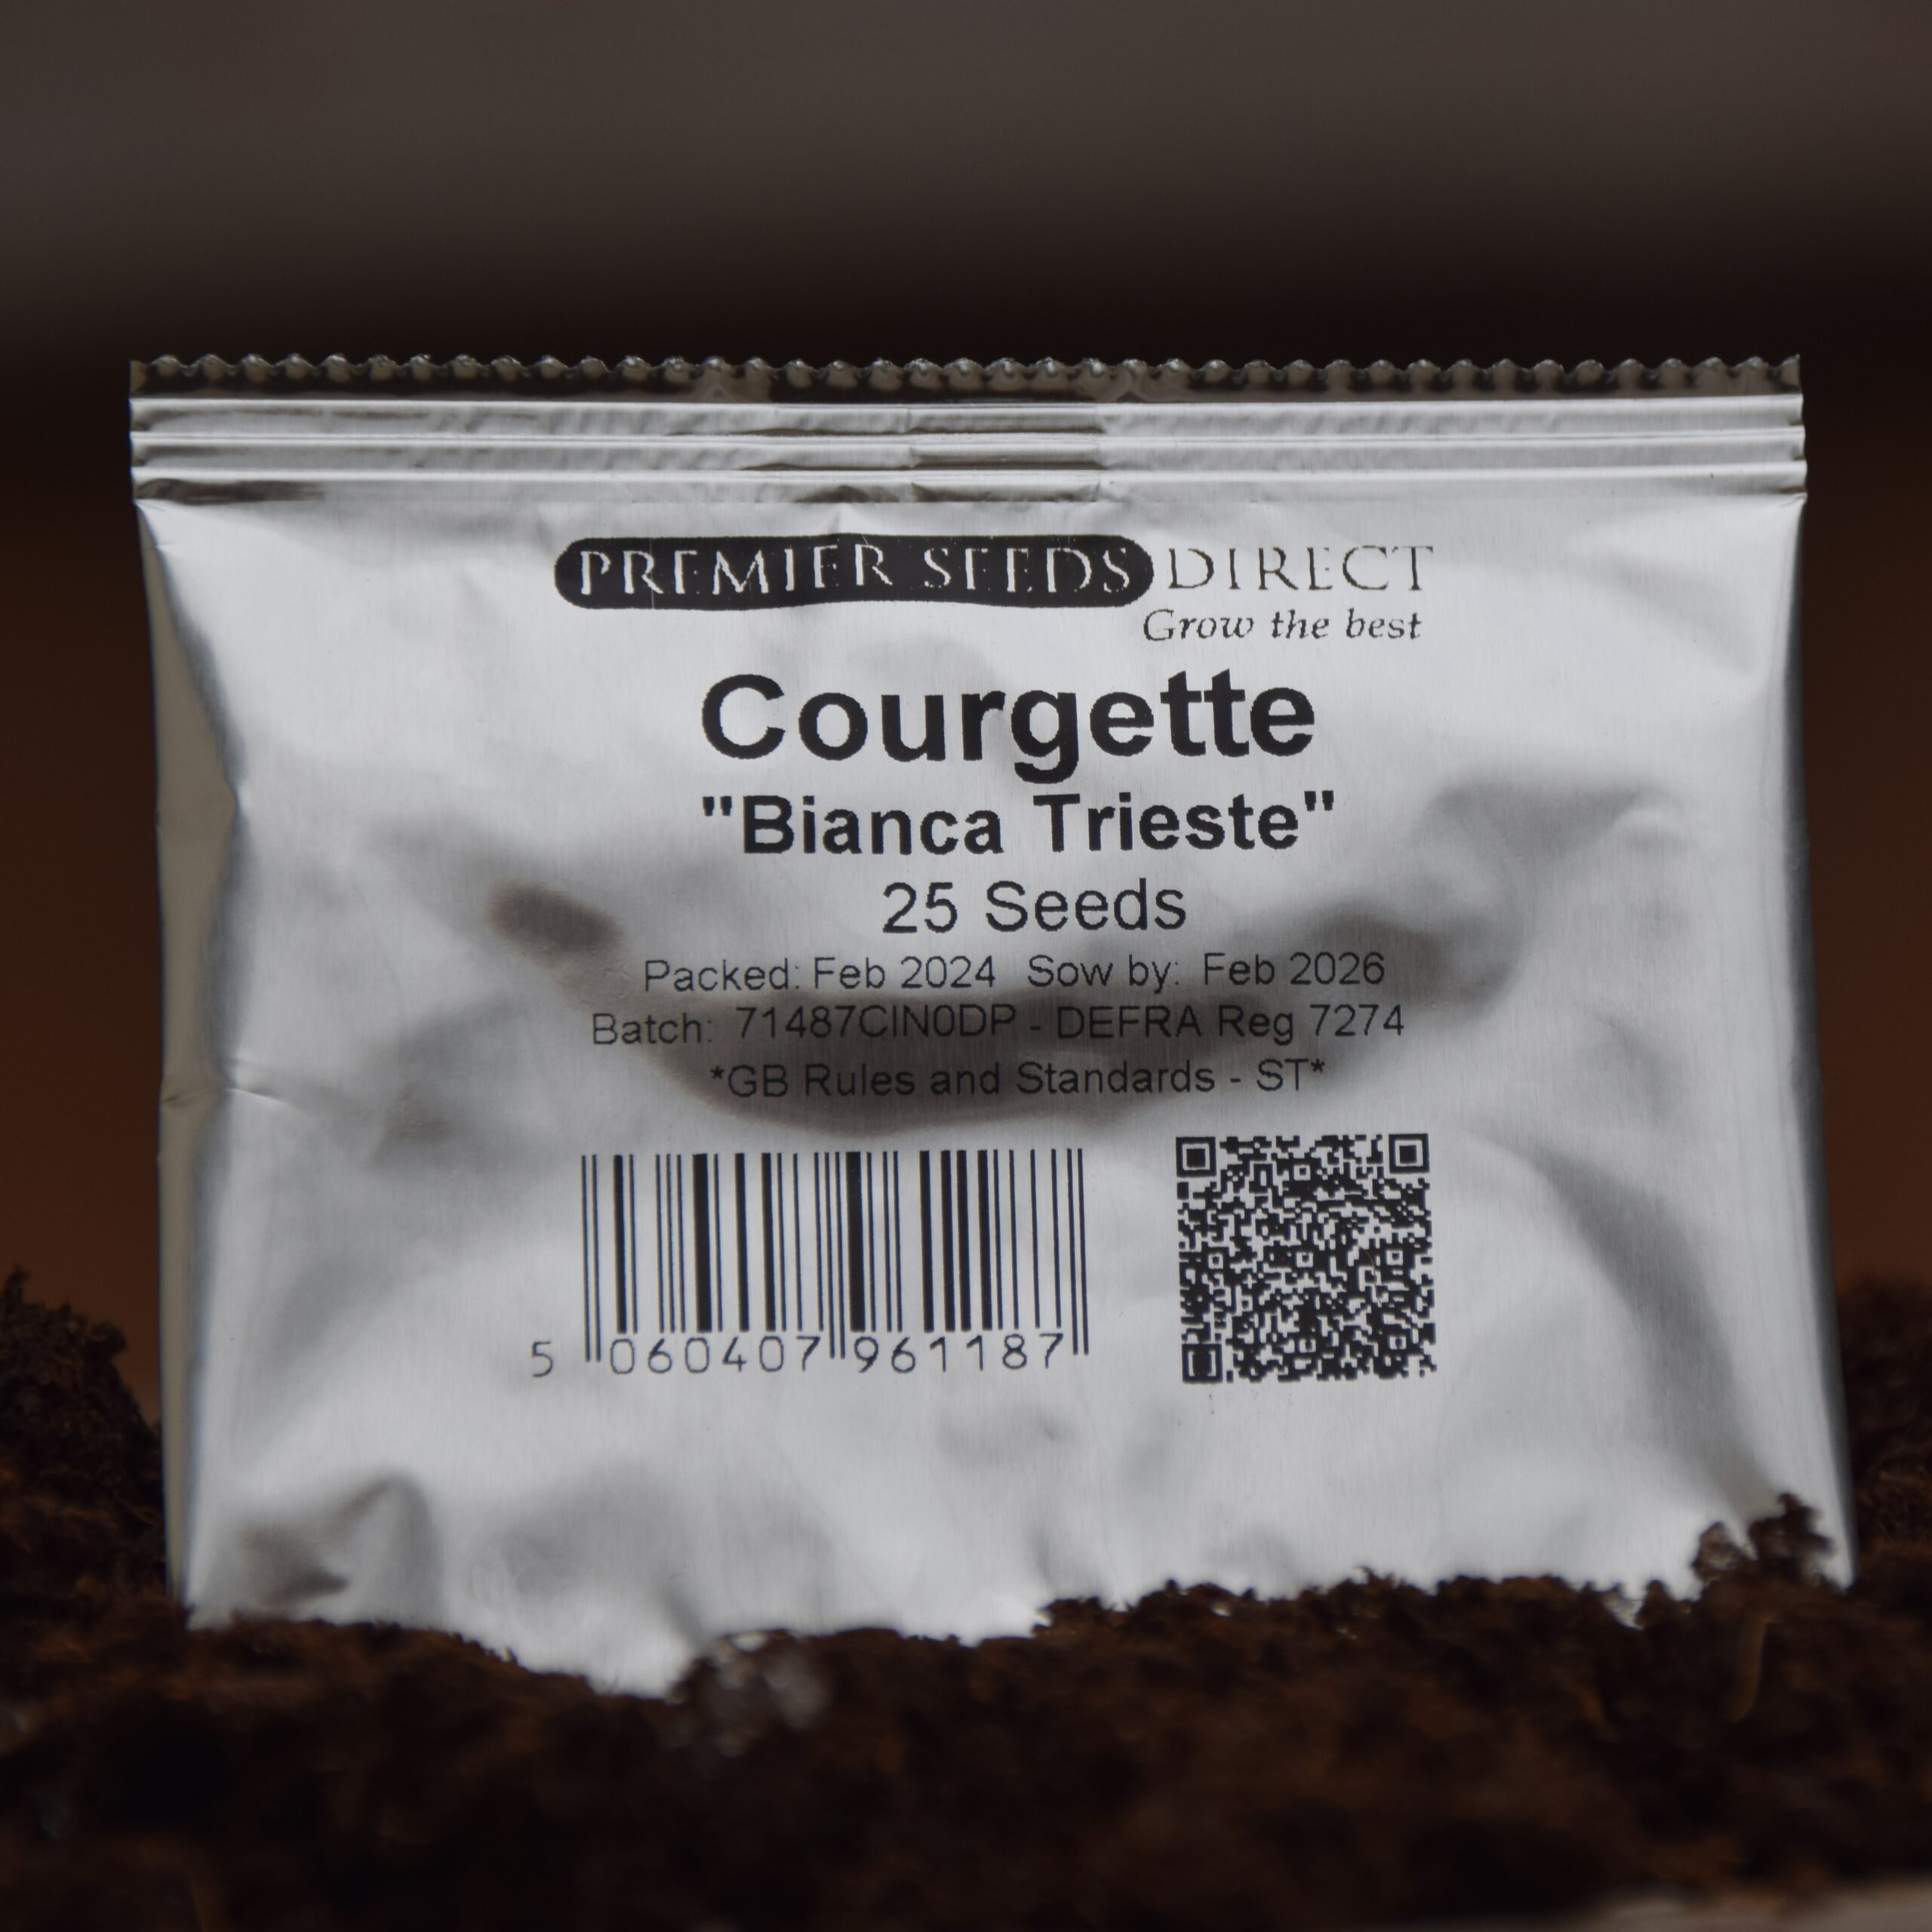 PREMIER SEEDS DIRECT
Grow the best
Courgette
"Bianca Trieste"
25 Seeds
Packed: Feb 2024 Sow by: Feb 2026
Batch: 71487CIN0DP - DEFRA Reg 7274
*GB Rules and Standards - ST*
5 060407 961187